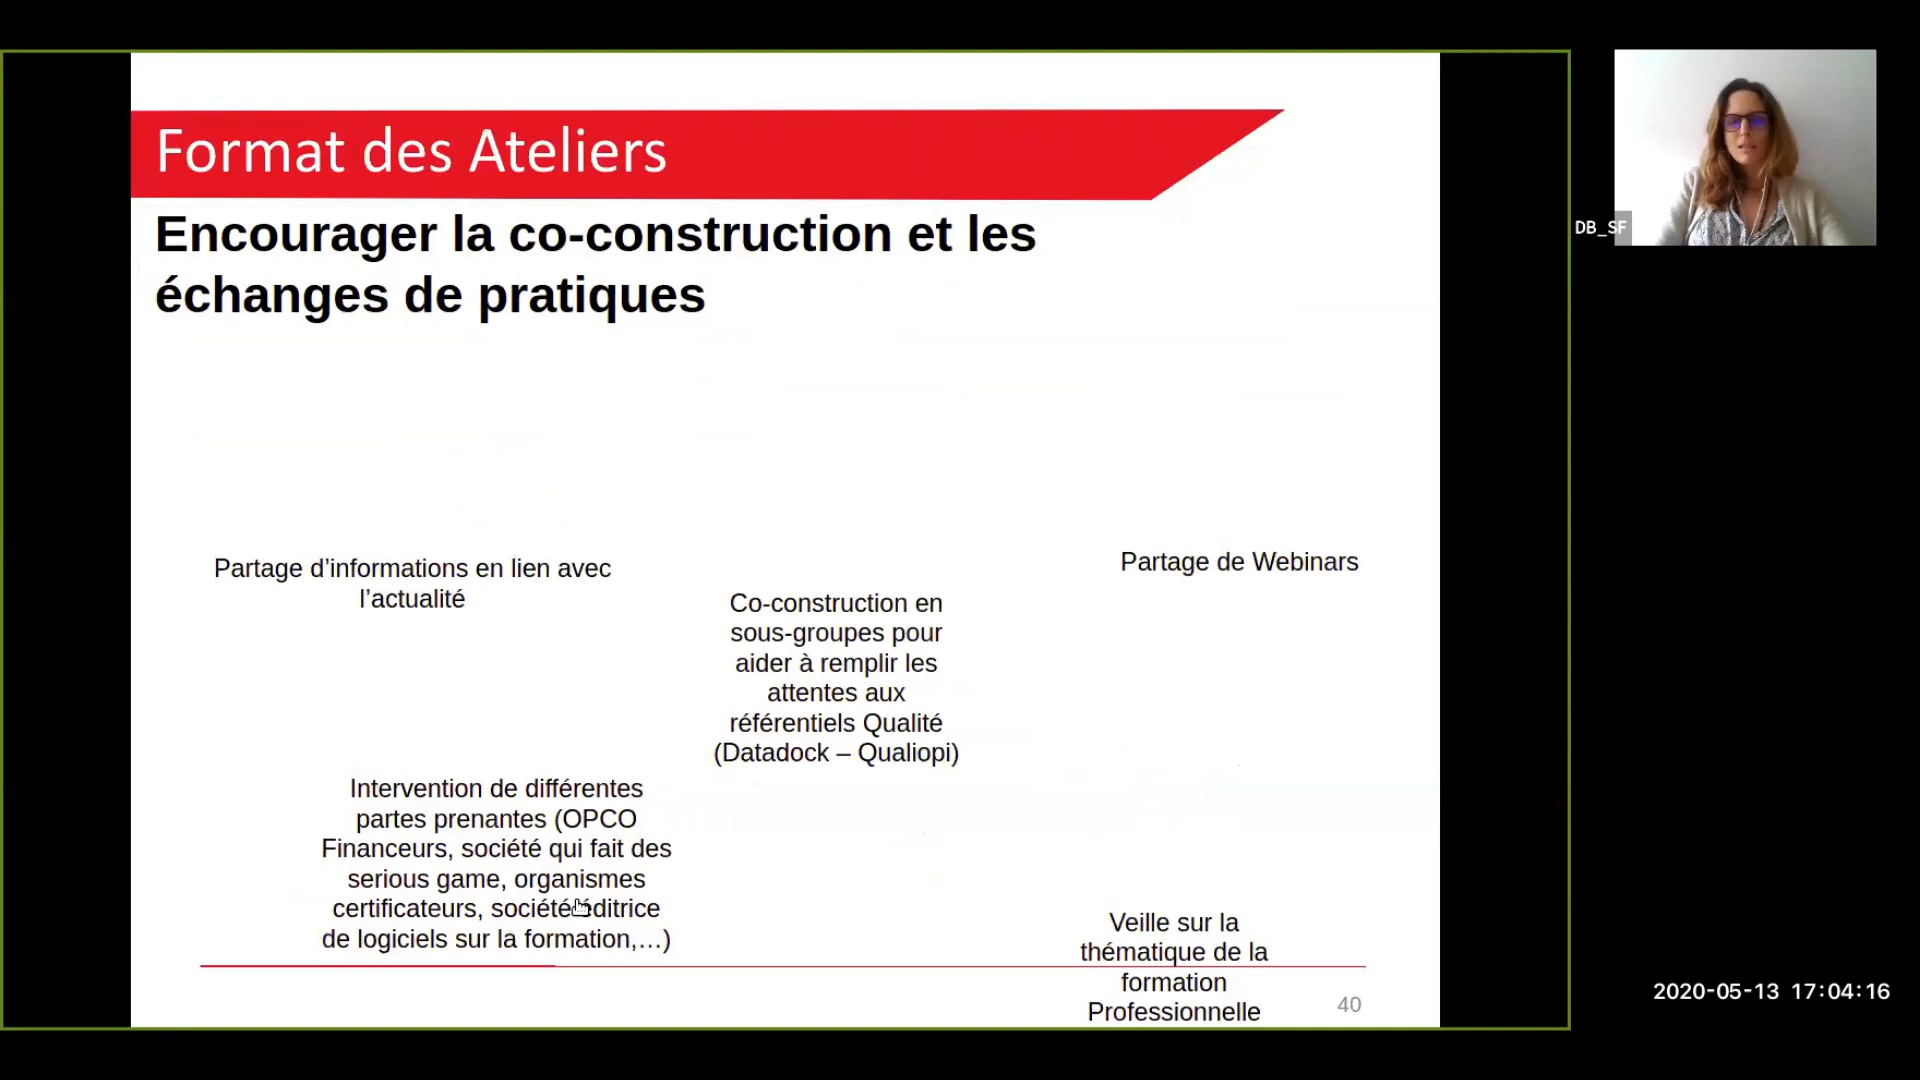 Format des Ateliers
Encourager la co-construction et les
échanges de pratiques
Partage d’informations en lien avec
l’actualité
Partage de Webinars
Co-construction en
sous-groupes pour
aider à remplir les
attentes aux
référentiels Qualité
(Datadock – Qualiopi)
Intervention de différentes
partes prenantes (OPCO
Financeurs, société qui fait des
serious game, organismes
certificateurs, société éditrice
de logiciels sur la formation,…)
Veille sur la
thématique de la
formation
Professionnelle
40
DB_SF
2020-05-13 17:04:16